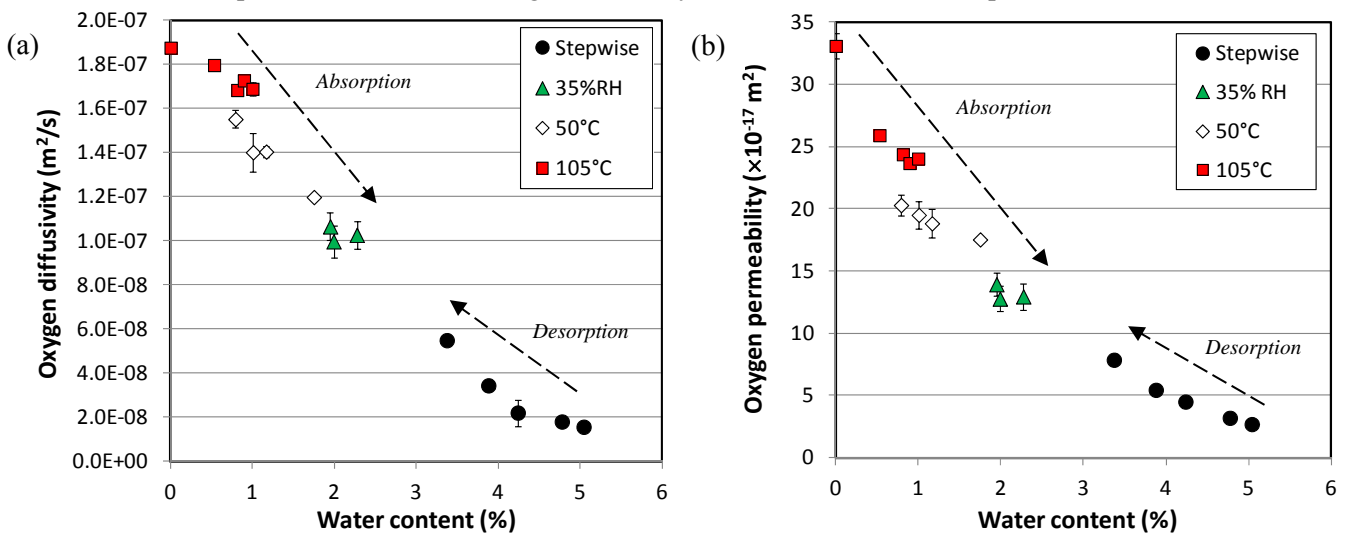 (a)
Oxygen diffusivity (m²/s)
2.0E-07
1.8E-07
1.6E-07
1.4E-07
1.2E-07
1.0E-07
8.0E-08
6.0E-08
4.0E-08
2.0E-08
0.0E+00
0 1 2 3 4 5 6
Water content (%)
Absorption
Desorption
Stepwise
35%RH
50°C
105°C
(b)
Oxygen permeability (×10⁻¹⁷ m²)
35
30
25
20
15
10
5
0
0 1 2 3 4 5 6
Water content (%)
Absorption
Desorption
Stepwise
35% RH
50°C
105°C